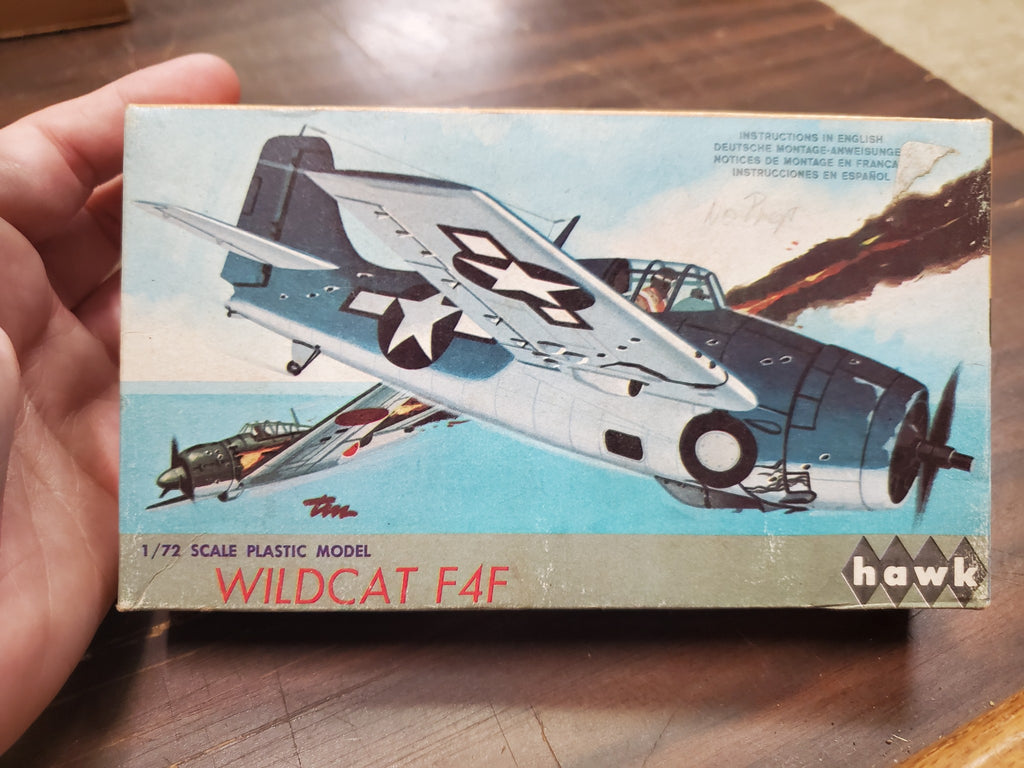 INSTRUCTIONS IN ENGLISH
DEUTSCHE MONTAGE-ANWEISUNGE
NOTICES DE MONTAGE EN FRANÇA
INSTRUCCIONES EN ESPAÑOL
No Prop
1/72 SCALE PLASTIC MODEL
WILDCAT F4F
hawk